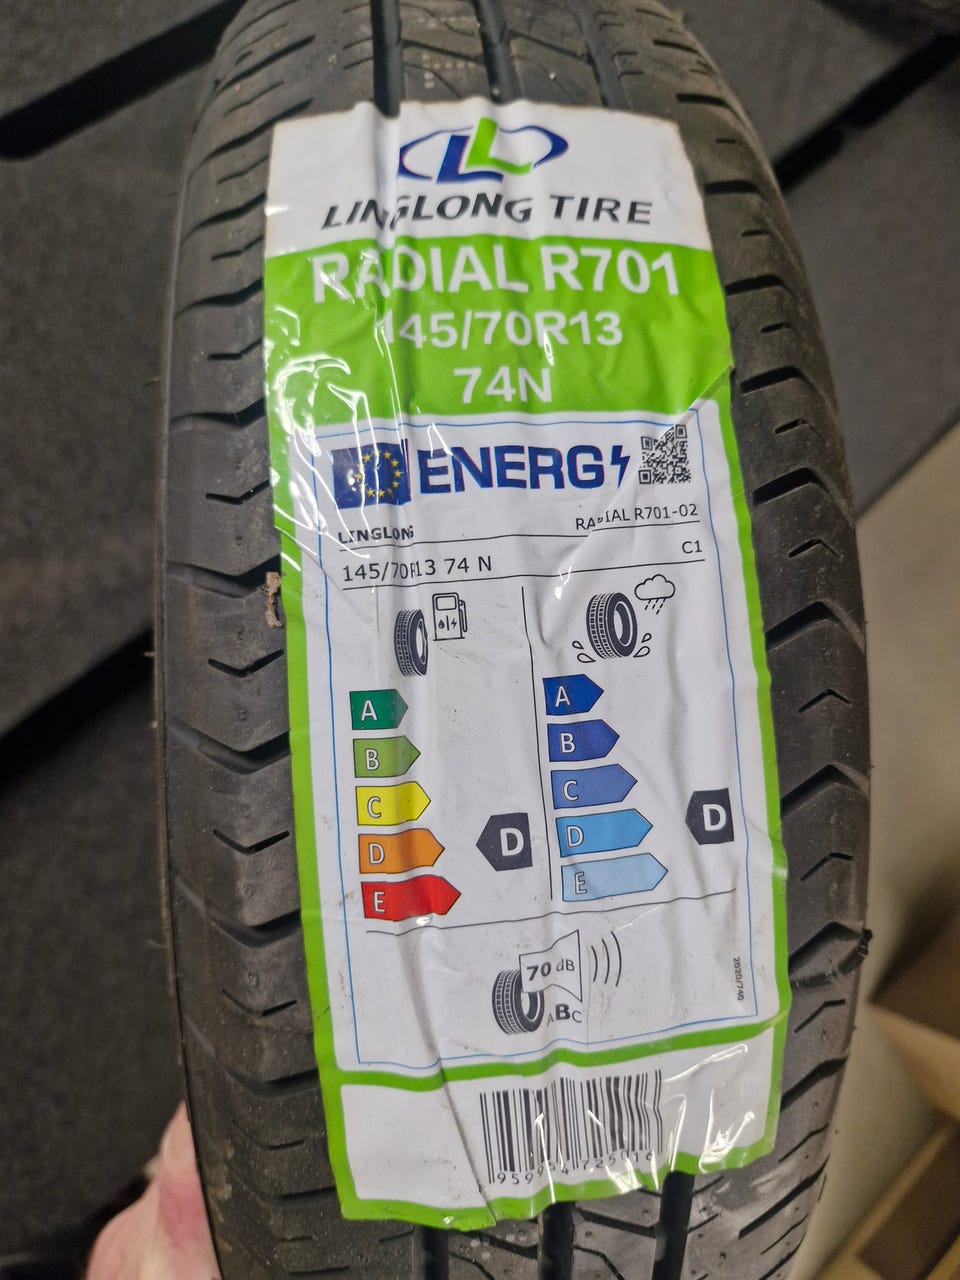 LINGLONG TIRE
RADIAL R701
145/70R13
74N
ENERG
LINGLONG RADIAL R701-02
145/70R13 74 N C1
A A
B B
C C
D D D D
E E
70 dB
ABC
2020/740